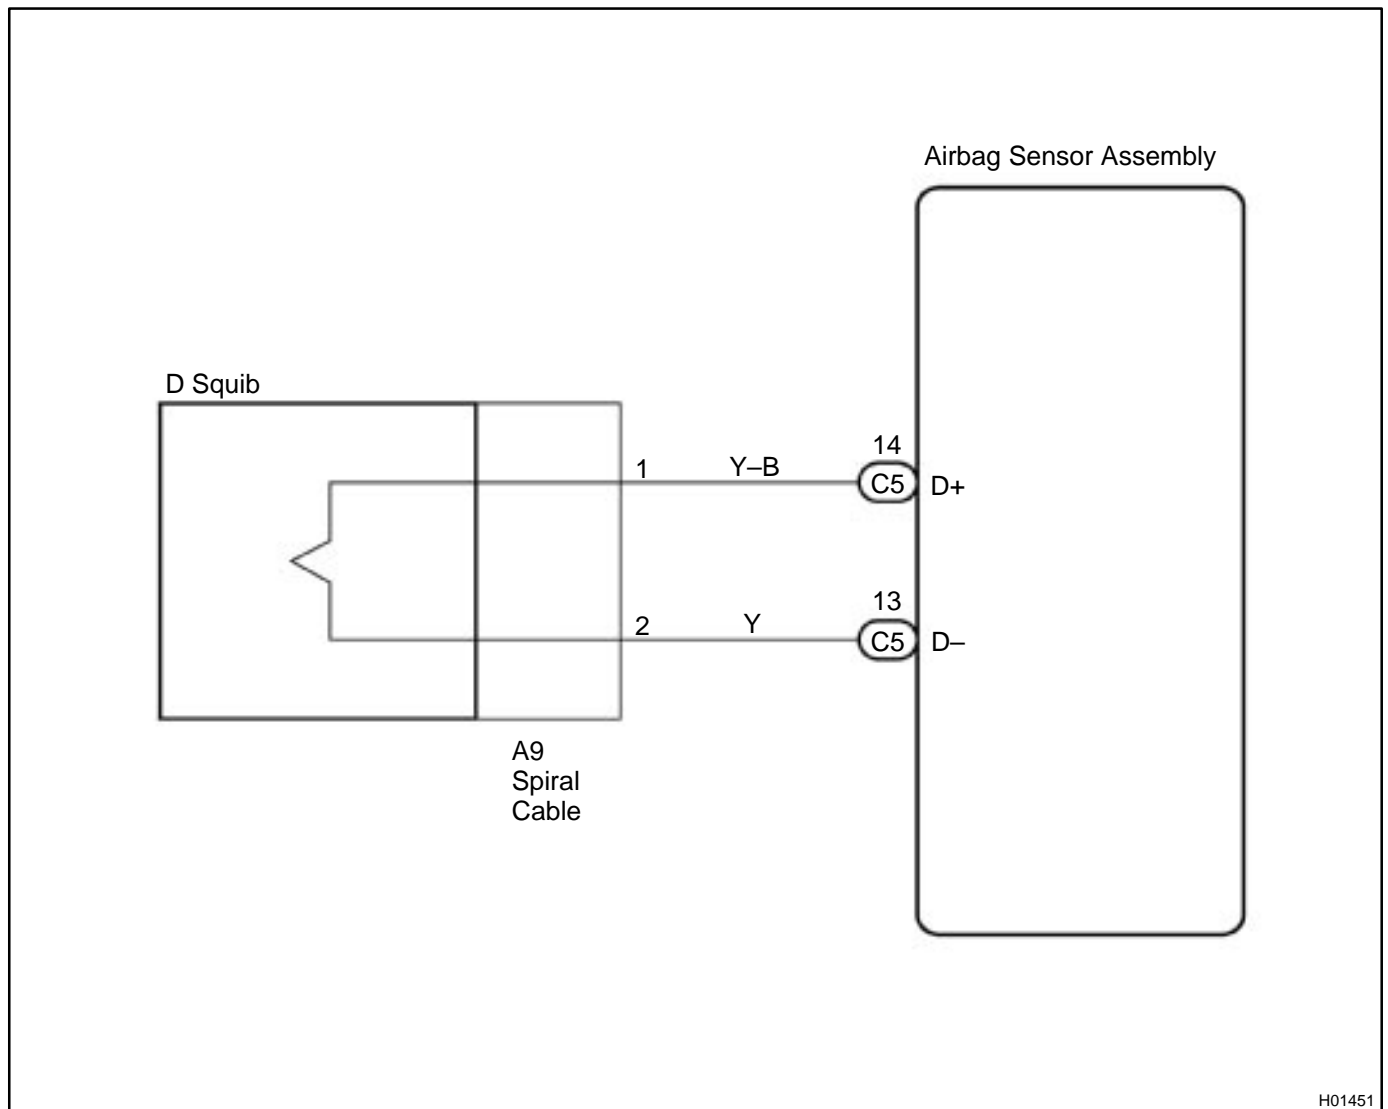 Airbag Sensor Assembly
D Squib
1
Y–B
14
C5
D+
2
Y
13
C5
D–
A9
Spiral
Cable
H01451